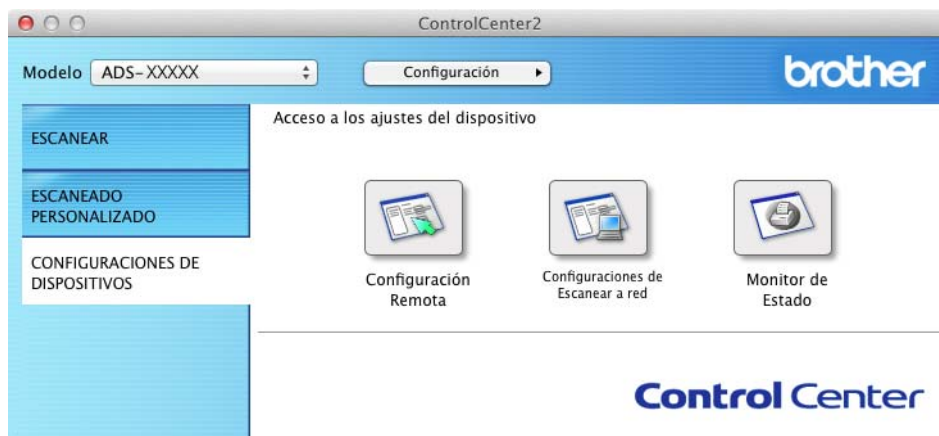 ControlCenter2
Modelo ADS-XXXXX Configuración brother
ESCANEAR
ESCANEADO
PERSONALIZADO
CONFIGURACIONES DE
DISPOSITIVOS
Acceso a los ajustes del dispositivo
Configuración
Remota
Configuraciones de
Escanear a red
Monitor de
Estado
Control Center